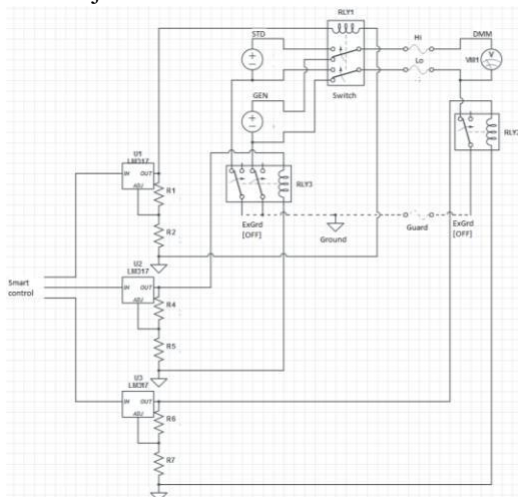 RLY1
STD
Hi
DMM
VM1
Lo
GEN
Switch
RLY2
U1
LM317
IN OUT
ADJ
R1
RLY3
R2
ExGrd
[OFF]
Ground
Guard
ExGrd
[OFF]
U2
LM317
IN OUT
ADJ
Smart
control
R4
R5
U3
LM317
IN OUT
ADJ
R6
R7